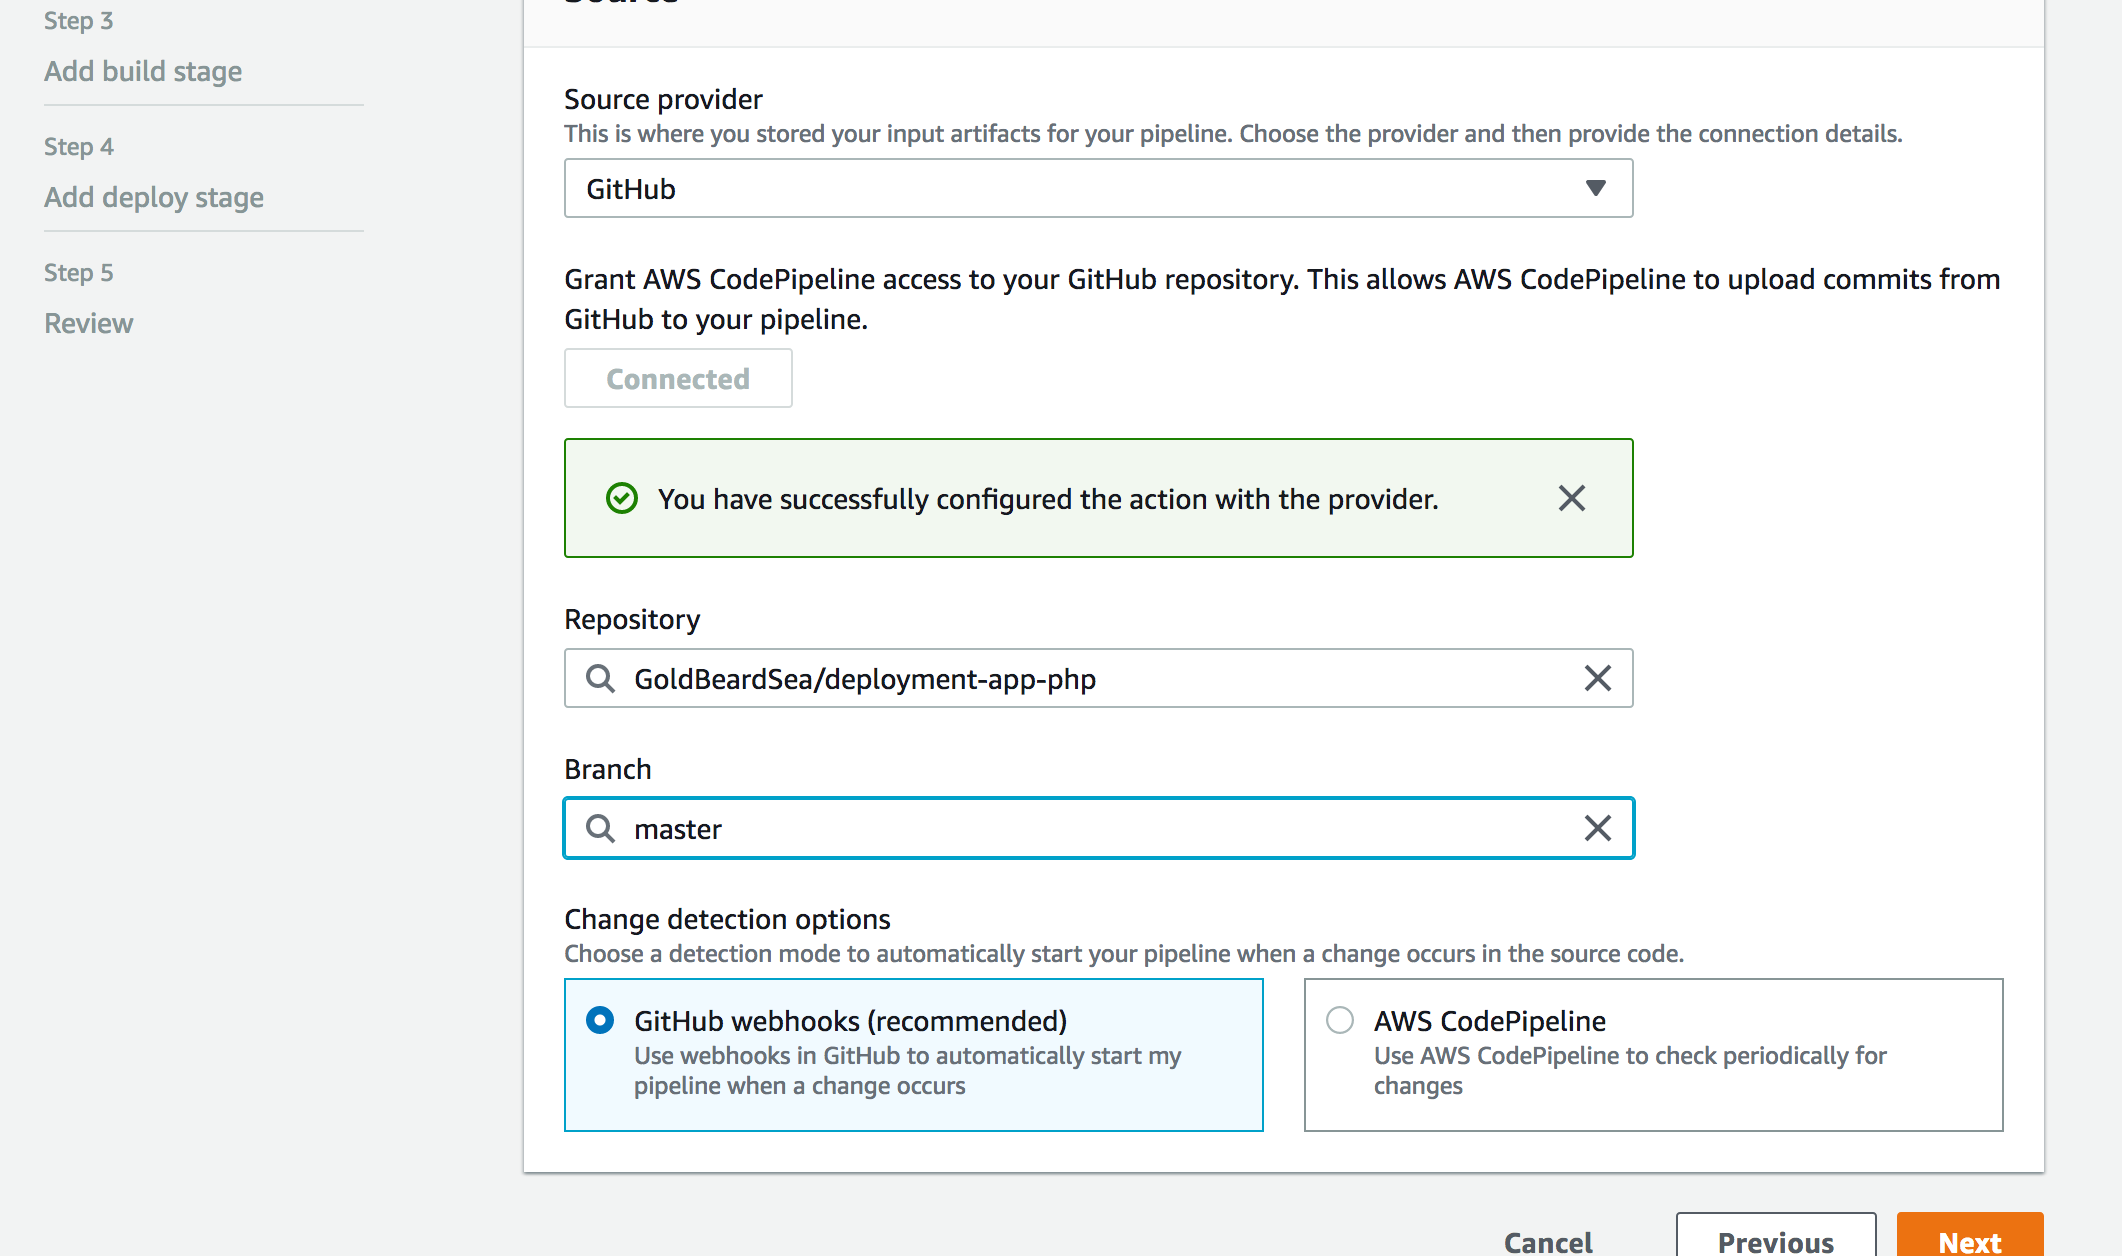 Step 3
Add build stage
Step 4
Add deploy stage
Step 5
Review
Source
Source provider
This is where you stored your input artifacts for your pipeline. Choose the provider and then provide the connection details.
GitHub
Grant AWS CodePipeline access to your GitHub repository. This allows AWS CodePipeline to upload commits from
GitHub to your pipeline.
Connected
You have successfully configured the action with the provider.
Repository
GoldBeardSea/deployment-app-php
Branch
master
Change detection options
Choose a detection mode to automatically start your pipeline when a change occurs in the source code.
GitHub webhooks (recommended)
Use webhooks in GitHub to automatically start my
pipeline when a change occurs
AWS CodePipeline
Use AWS CodePipeline to check periodically for
changes
Cancel
Previous
Next